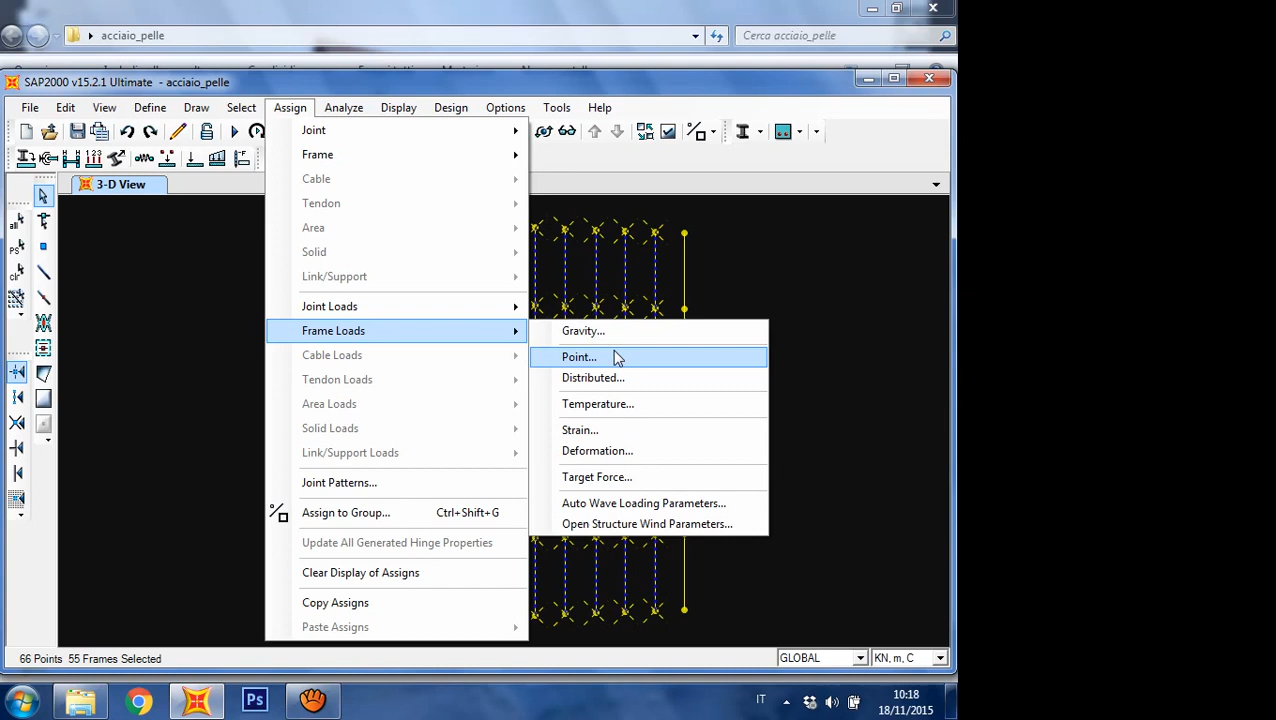 acciaio_pelle
Cerca acciaio_pelle
SAP2000 v15.2.1 Ultimate - acciaio_pelle
File Edit View Define Draw Select Assign Analyze Display Design Options Tools Help
3-D View
all
PS
clr
Joint
Frame
Cable
Tendon
Area
Solid
Link/Support
Joint Loads
Frame Loads
Cable Loads
Tendon Loads
Area Loads
Solid Loads
Link/Support Loads
Joint Patterns...
Assign to Group... Ctrl+Shift+G
Update All Generated Hinge Properties
Clear Display of Assigns
Copy Assigns
Paste Assigns
Gravity...
Point...
Distributed...
Temperature...
Strain...
Deformation...
Target Force...
Auto Wave Loading Parameters...
Open Structure Wind Parameters...
66 Points 55 Frames Selected
GLOBAL
KN, m, C
Ps
IT
10:18
18/11/2015